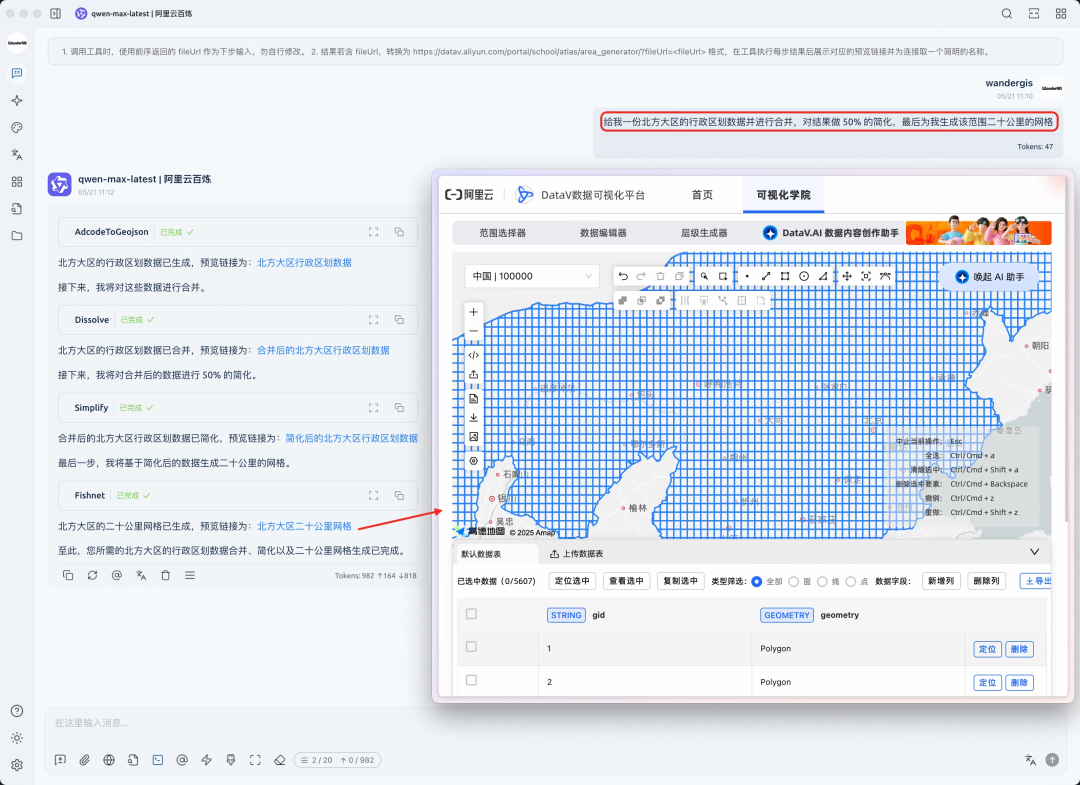 qwen-max-latest | 阿里云百炼
1. 调用工具时，使用前序返回的 fileUrl 作为下步输入，勿自行修改。 2. 结果若含 fileUrl，转换为 https://datav.aliyun.com/portal/school/atlas/area_generator/?fileUrl=<fileUrl> 格式，在工具执行每步结果后展示对应的预览链接并为连接取一个简明的名称。
wandergis
05/21 11:10
给我一份北方大区的行政区划数据并进行合并，对结果做 50% 的简化，最后为我生成该范围二十公里的网格
Tokens: 47
qwen-max-latest | 阿里云百炼
05/21 11:12
AdcodeToGeojson 已完成
北方大区的行政区划数据已生成，预览链接为：北方大区行政区划数据
接下来，我将对这些数据进行合并。
Dissolve 已完成
北方大区的行政区划数据已合并，预览链接为：合并后的北方大区行政区划数据
接下来，我将对合并后的数据进行 50% 的简化。
Simplify 已完成
合并后的北方大区行政区划数据已简化，预览链接为：简化后的北方大区行政区划数据
最后一步，我将基于简化后的数据生成二十公里的网格。
Fishnet 已完成
北方大区的二十公里网格已生成，预览链接为：北方大区二十公里网格
至此，您所需的北方大区的行政区划数据合并、简化以及二十公里网格生成已完成。
Tokens: 982 ↑164 ↓818
阿里云 DataV数据可视化平台 首页 可视化学院
范围选择器 数据编辑器 层级生成器 DataV.AI 数据内容创作助手
中国 | 100000
唤起 AI 助手
赤峰
朝阳
承德
呼和浩特
张家口
包头
大同
北京
秦皇岛
乌海
鄂尔多斯
朔州
保定
石嘴山
银川
榆林
忻州
石家庄
吴忠
中止当前操作: Esc
全选: Ctrl/Cmd + a
清除选中: Ctrl/Cmd + Shift + a
删除选中要素: Ctrl/Cmd + Backspace
撤销: Ctrl/Cmd + z
重做: Ctrl/Cmd + Shift + z
高德地图 © 2025 Amap
默认数据表 上传数据表
已选中数据（0/5607） 定位选中 查看选中 复制选中 类型筛选: 全部 面 线 点 数据字段: 新增列 删除列 导出
STRING gid GEOMETRY geometry
1 Polygon 定位 删除
2 Polygon 定位 删除
在这里输入消息...
2 / 20 ↑ 0 / 982